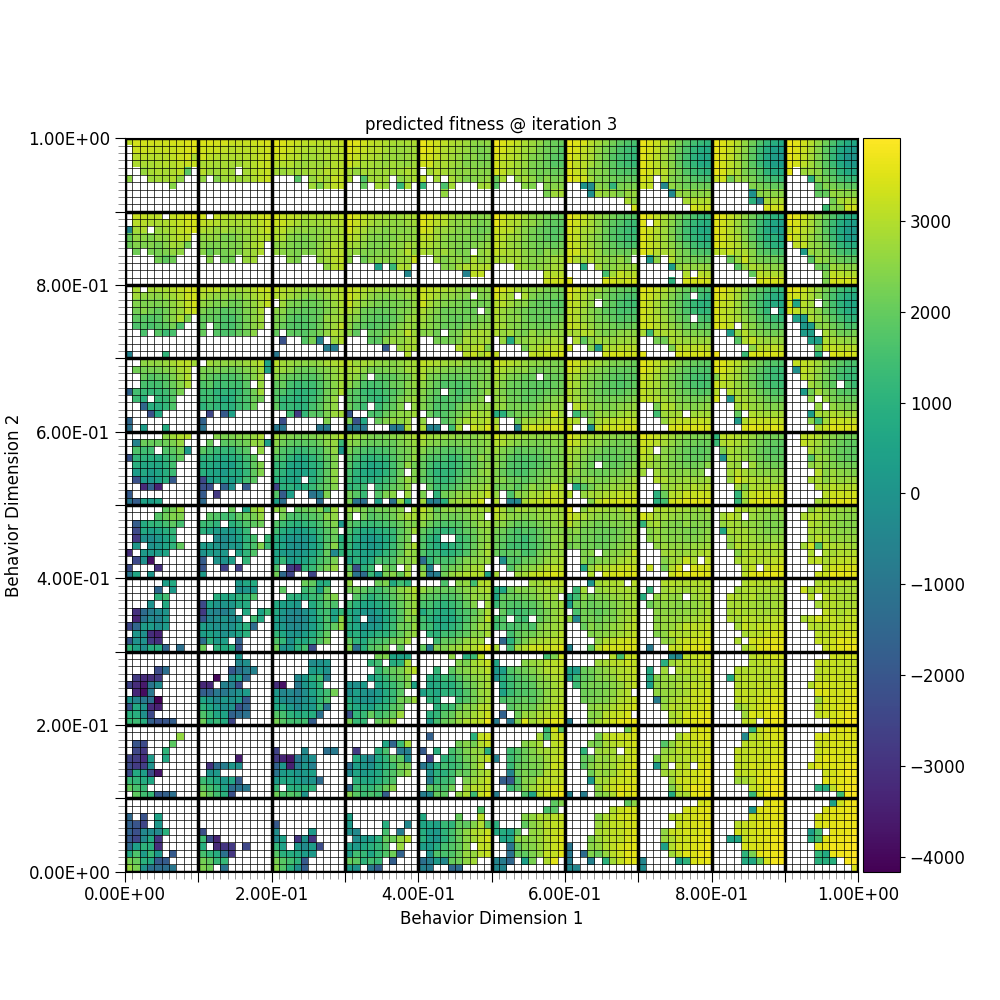 predicted fitness @ iteration 3
1.00E+00
8.00E-01
6.00E-01
4.00E-01
2.00E-01
0.00E+00
Behavior Dimension 2
0.00E+00 2.00E-01 4.00E-01 6.00E-01 8.00E-01 1.00E+00
Behavior Dimension 1
3000
2000
1000
0
−1000
−2000
−3000
−4000